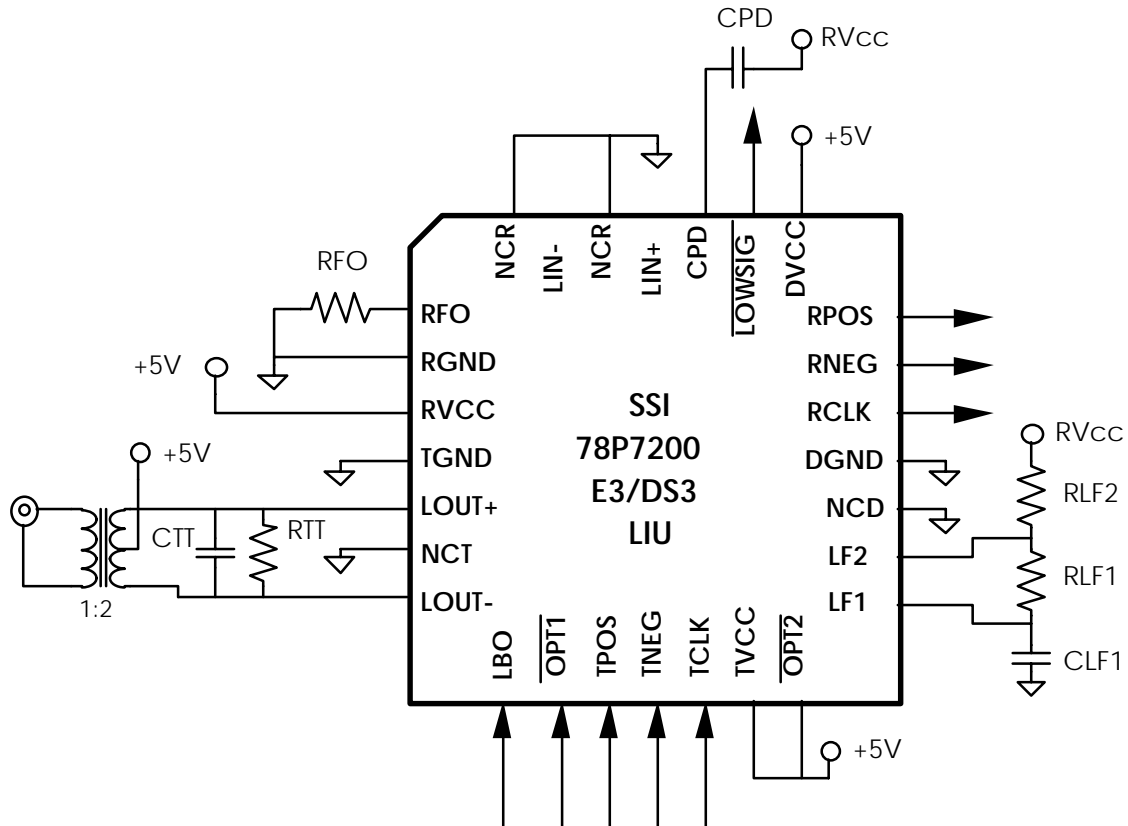 CPD
RVcc
+5V
NCR
LIN-
NCR
LIN+
CPD
LOWSIG
DVCC
RFO
RFO
RGND
+5V
RVCC
+5V
TGND
LOUT+
CTT
RTT
NCT
LOUT-
1:2
SSI
78P7200
E3/DS3
LIU
RPOS
RNEG
RCLK
DGND
NCD
LF2
LF1
RVcc
RLF2
RLF1
CLF1
LBO
OPT1
TPOS
TNEG
TCLK
TVCC
OPT2
+5V